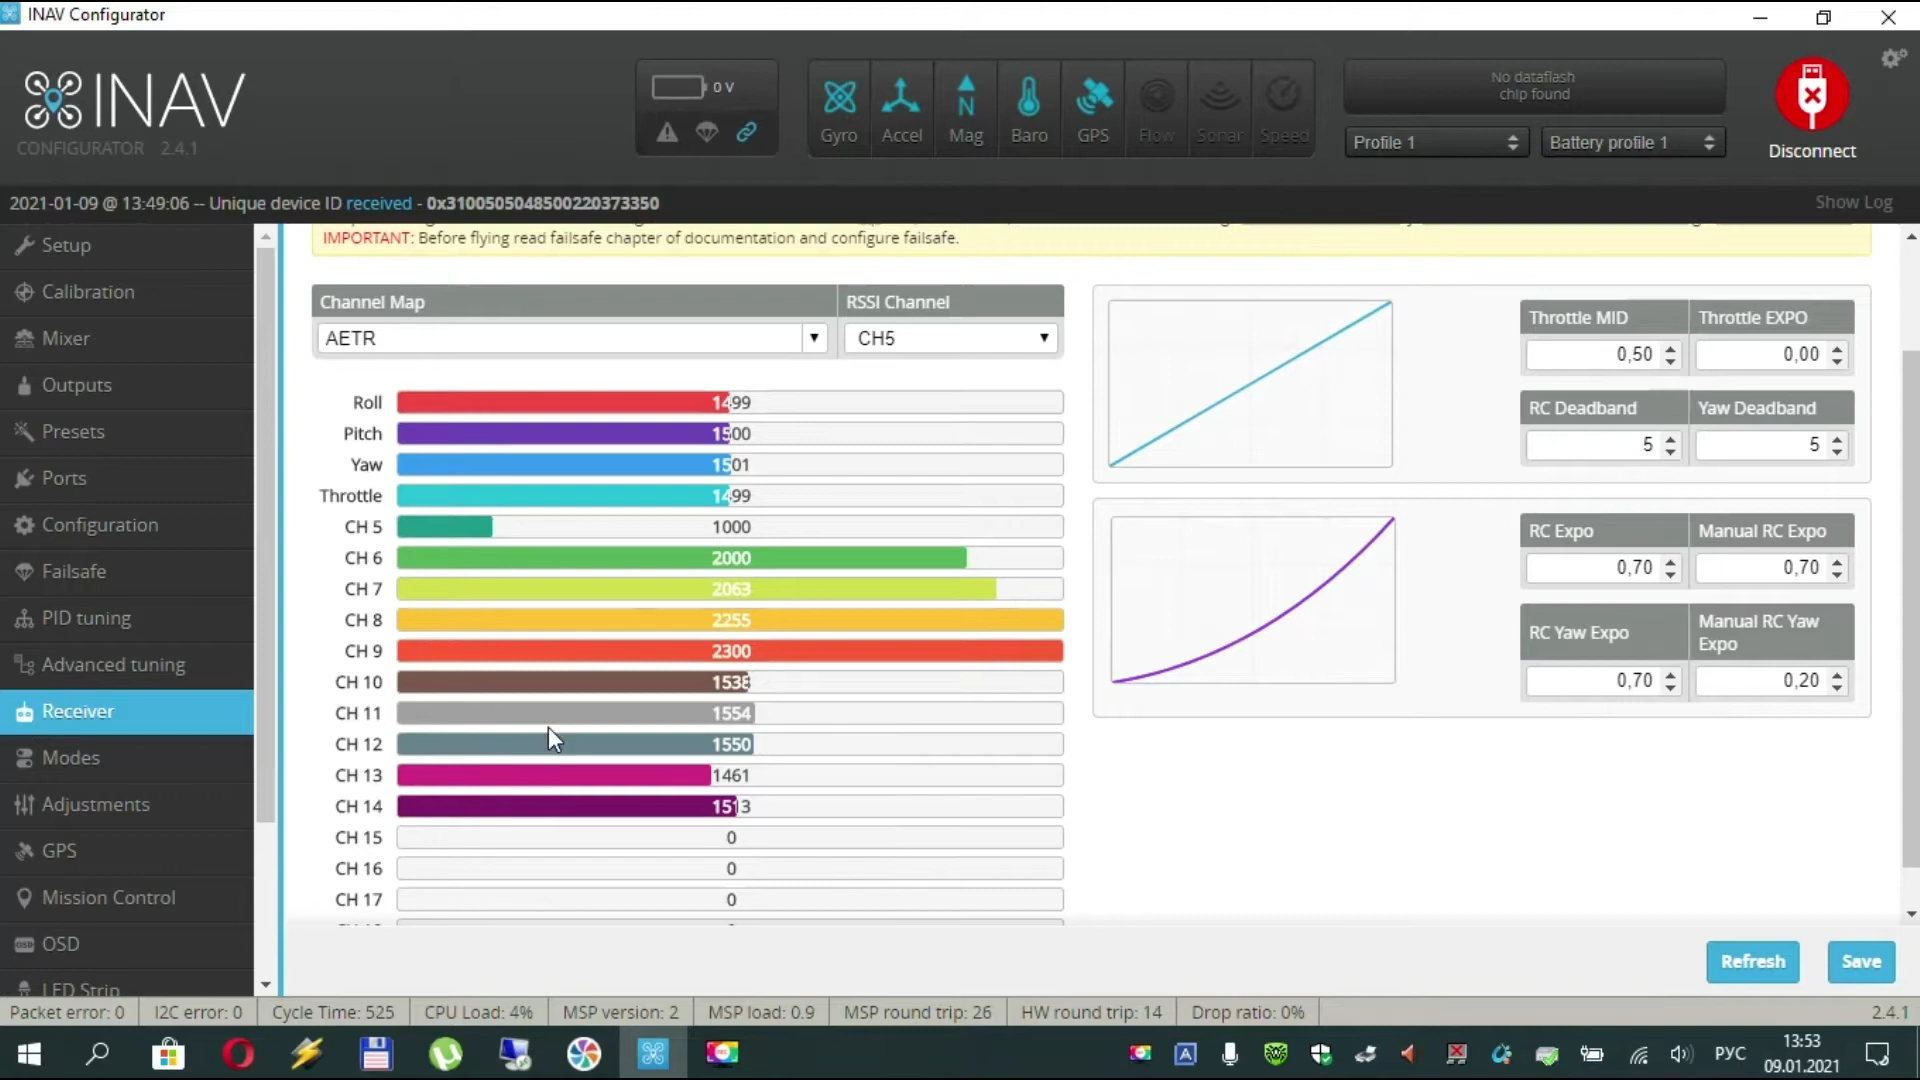 INAV Configurator
INAV
CONFIGURATOR 2.4.1
0 V
Gyro
Accel
N
Mag
Baro
GPS
Flow
Sonar
Speed
No dataflash
chip found
Profile 1
Battery profile 1
Disconnect
2021-01-09 @ 13:49:06 -- Unique device ID received - 0x3100505048500220373350
Show Log
Setup
Calibration
Mixer
Outputs
Presets
Ports
Configuration
Failsafe
PID tuning
Advanced tuning
Receiver
Modes
Adjustments
GPS
Mission Control
OSD
LED Strip
IMPORTANT: Before flying read failsafe chapter of documentation and configure failsafe.
Channel Map
RSSI Channel
AETR
CH5
Roll 1499
Pitch 1500
Yaw 1501
Throttle 1499
CH 5 1000
CH 6 2000
CH 7 2063
CH 8 2255
CH 9 2300
CH 10 1538
CH 11 1554
CH 12 1550
CH 13 1461
CH 14 1513
CH 15 0
CH 16 0
CH 17 0
Throttle MID
Throttle EXPO
0,50
0,00
RC Deadband
Yaw Deadband
5
5
RC Expo
Manual RC Expo
0,70
0,70
RC Yaw Expo
Manual RC Yaw
Expo
0,70
0,20
Refresh
Save
Packet error: 0
I2C error: 0
Cycle Time: 525
CPU Load: 4%
MSP version: 2
MSP load: 0.9
MSP round trip: 26
HW round trip: 14
Drop ratio: 0%
2.4.1
РУС
13:53
09.01.2021